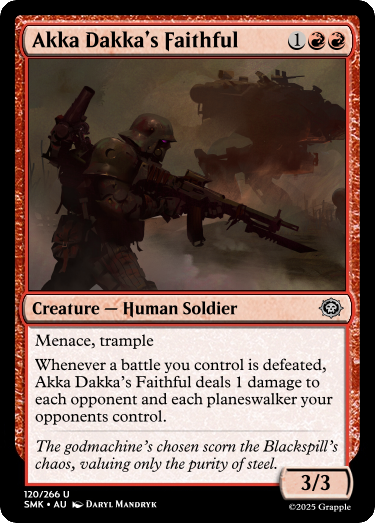 Akka Dakka's Faithful 1
Creature — Human Soldier
Menace, trample
Whenever a battle you control is defeated,
Akka Dakka's Faithful deals 1 damage to
each opponent and each planeswalker your
opponents control.
The godmachine's chosen scorn the Blackspill's
chaos, valuing only the purity of steel.
3/3
120/266 U
SMK • AU Daryl Mandryk
©2025 Grapple